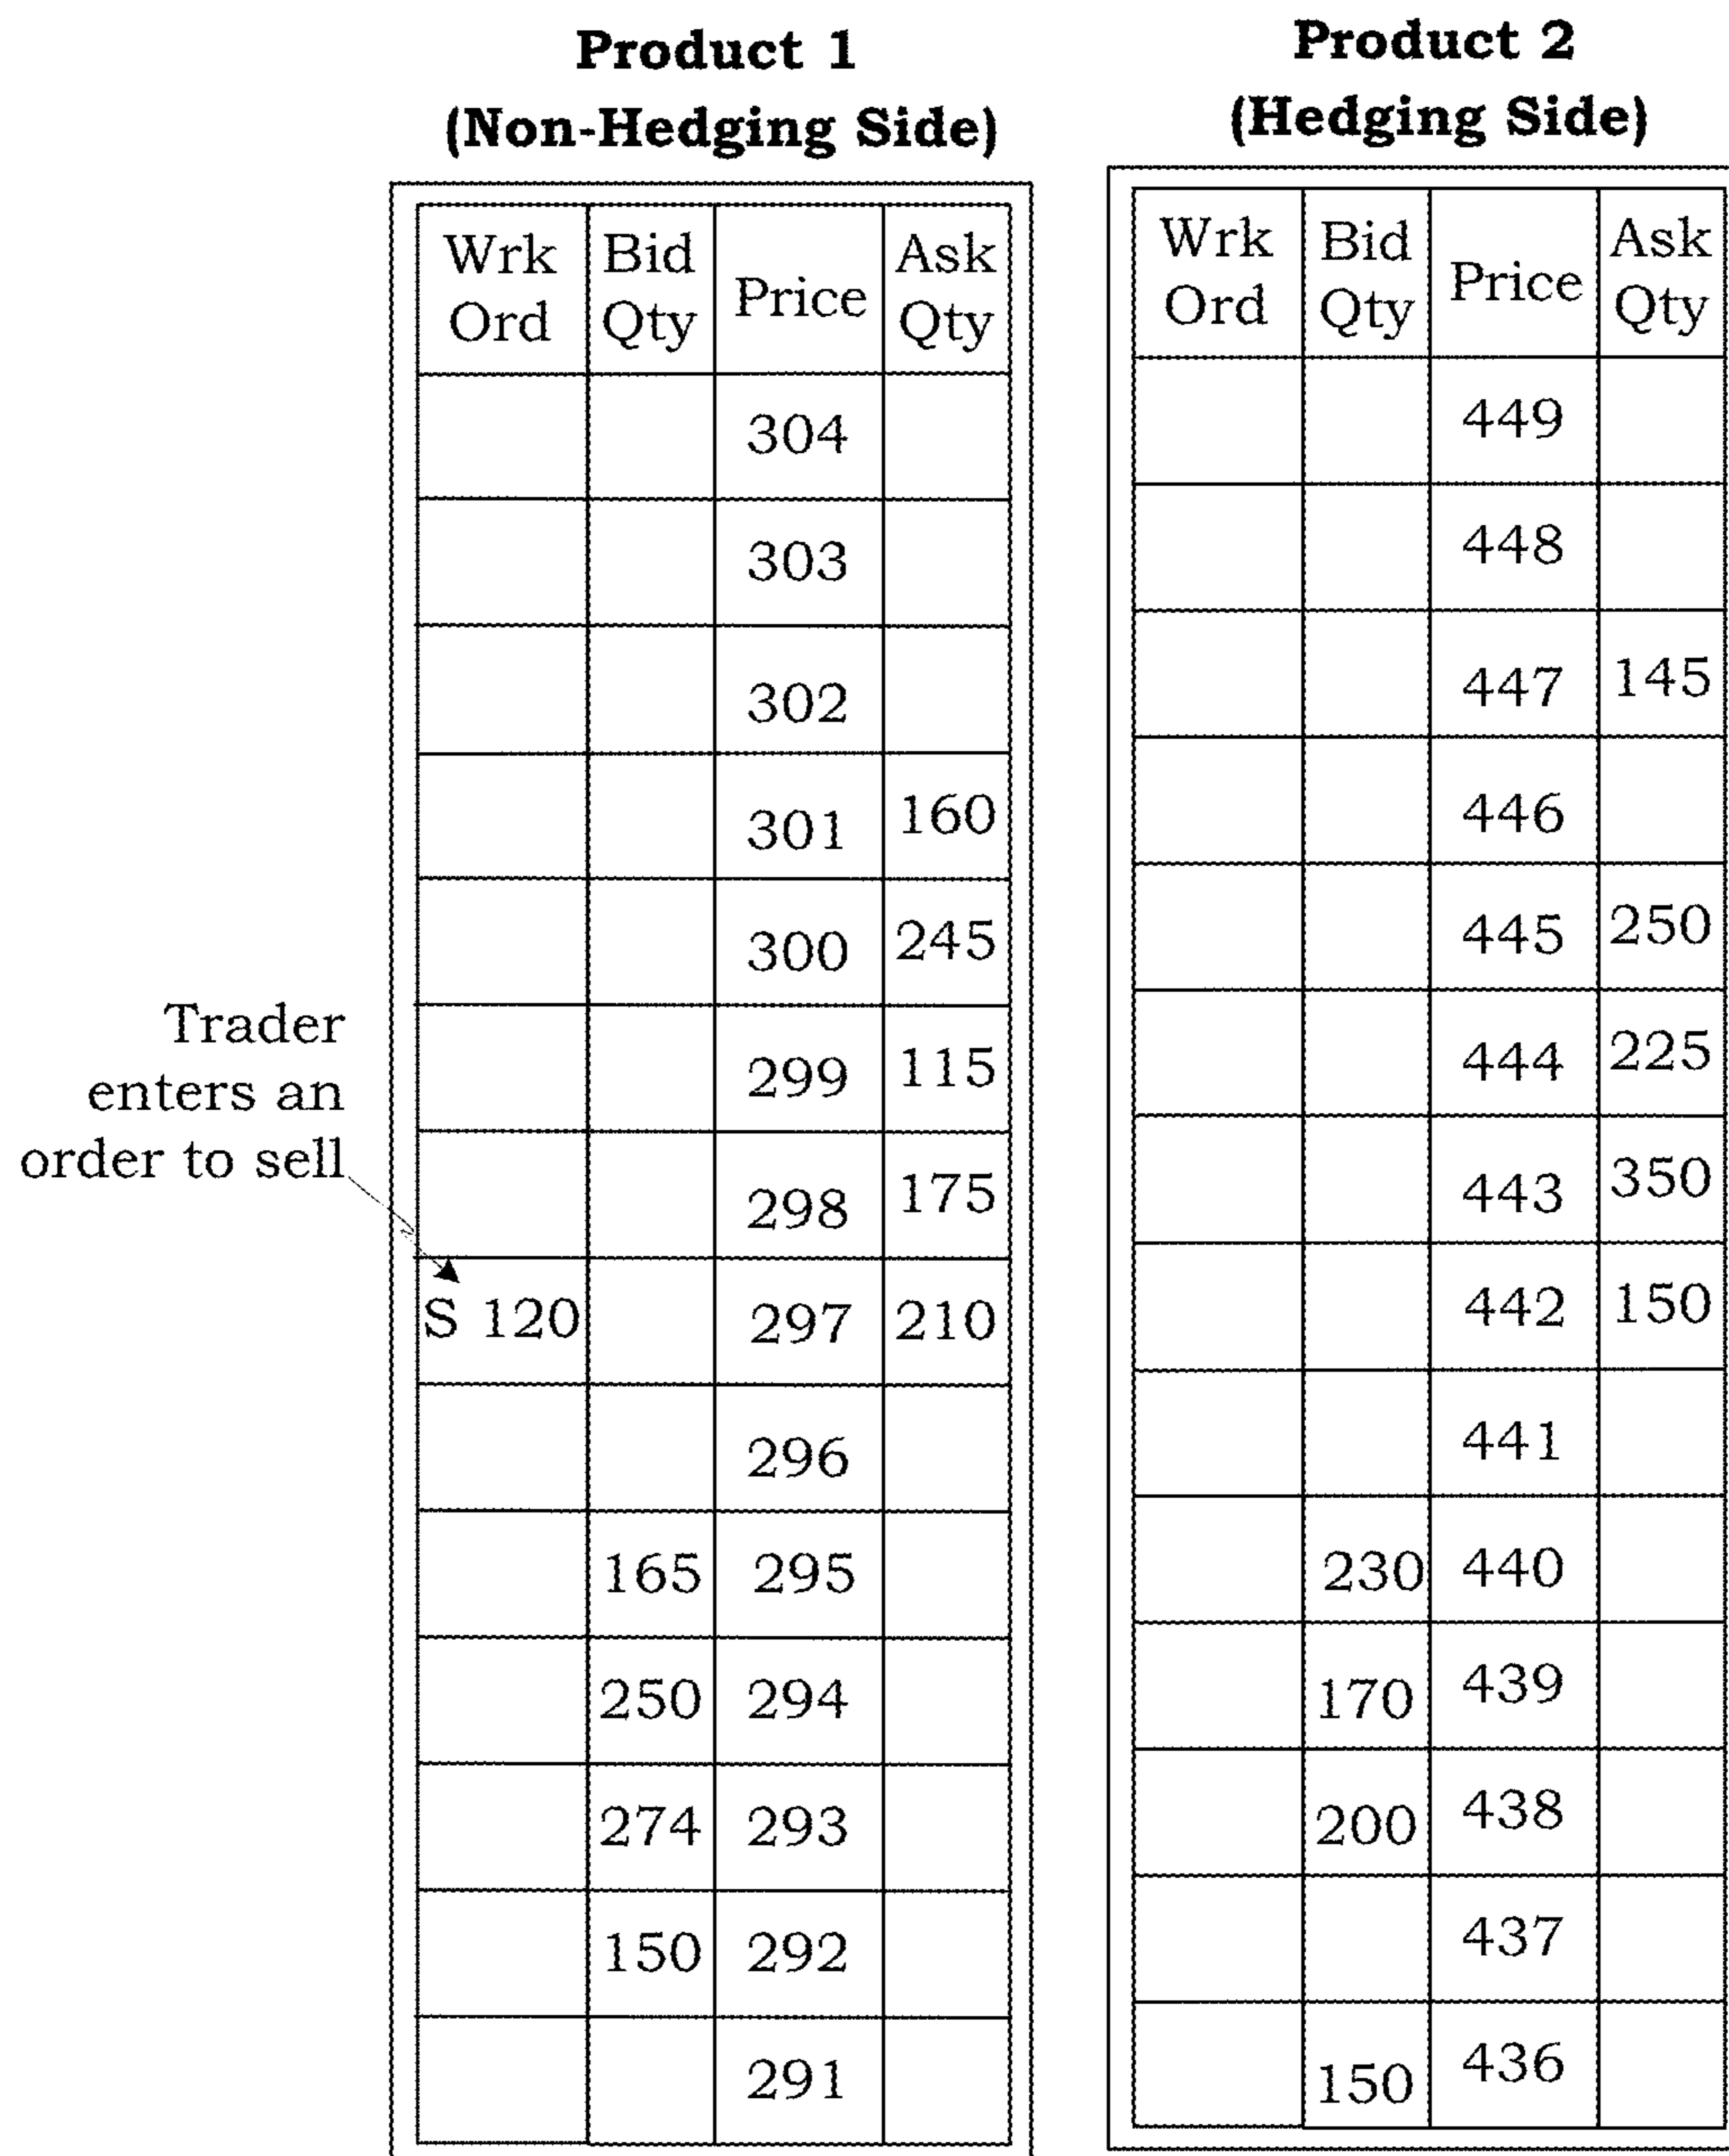 Product 1
(Non-Hedging Side)
Wrk Ord Bid Qty Price Ask Qty
304
303
302
301 160
300 245
299 115
298 175
S 120 297 210
296
165 295
250 294
274 293
150 292
291
Trader
enters an
order to sell
Product 2
(Hedging Side)
Wrk Ord Bid Qty Price Ask Qty
449
448
447 145
446
445 250
444 225
443 350
442 150
441
230 440
170 439
200 438
437
150 436